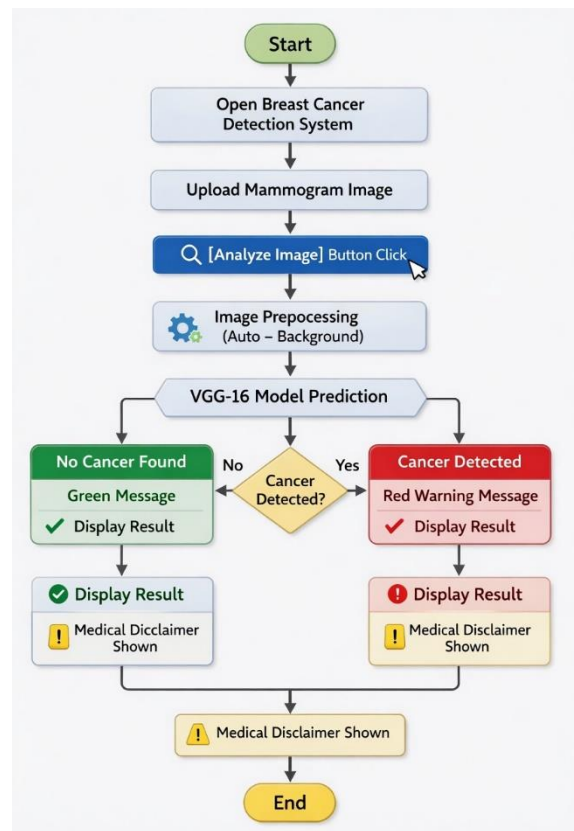 Start
Open Breast Cancer
Detection System
Upload Mammogram Image
[Analyze Image] Button Click
Image Prepocessing
(Auto – Background)
VGG-16 Model Prediction
No Cancer Found
Green Message
Display Result
No
Cancer
Detected?
Yes
Cancer Detected
Red Warning Message
Display Result
Display Result
Medical Dicclaimer
Shown
Display Result
Medical Disclaimer
Shown
Medical Disclaimer Shown
End